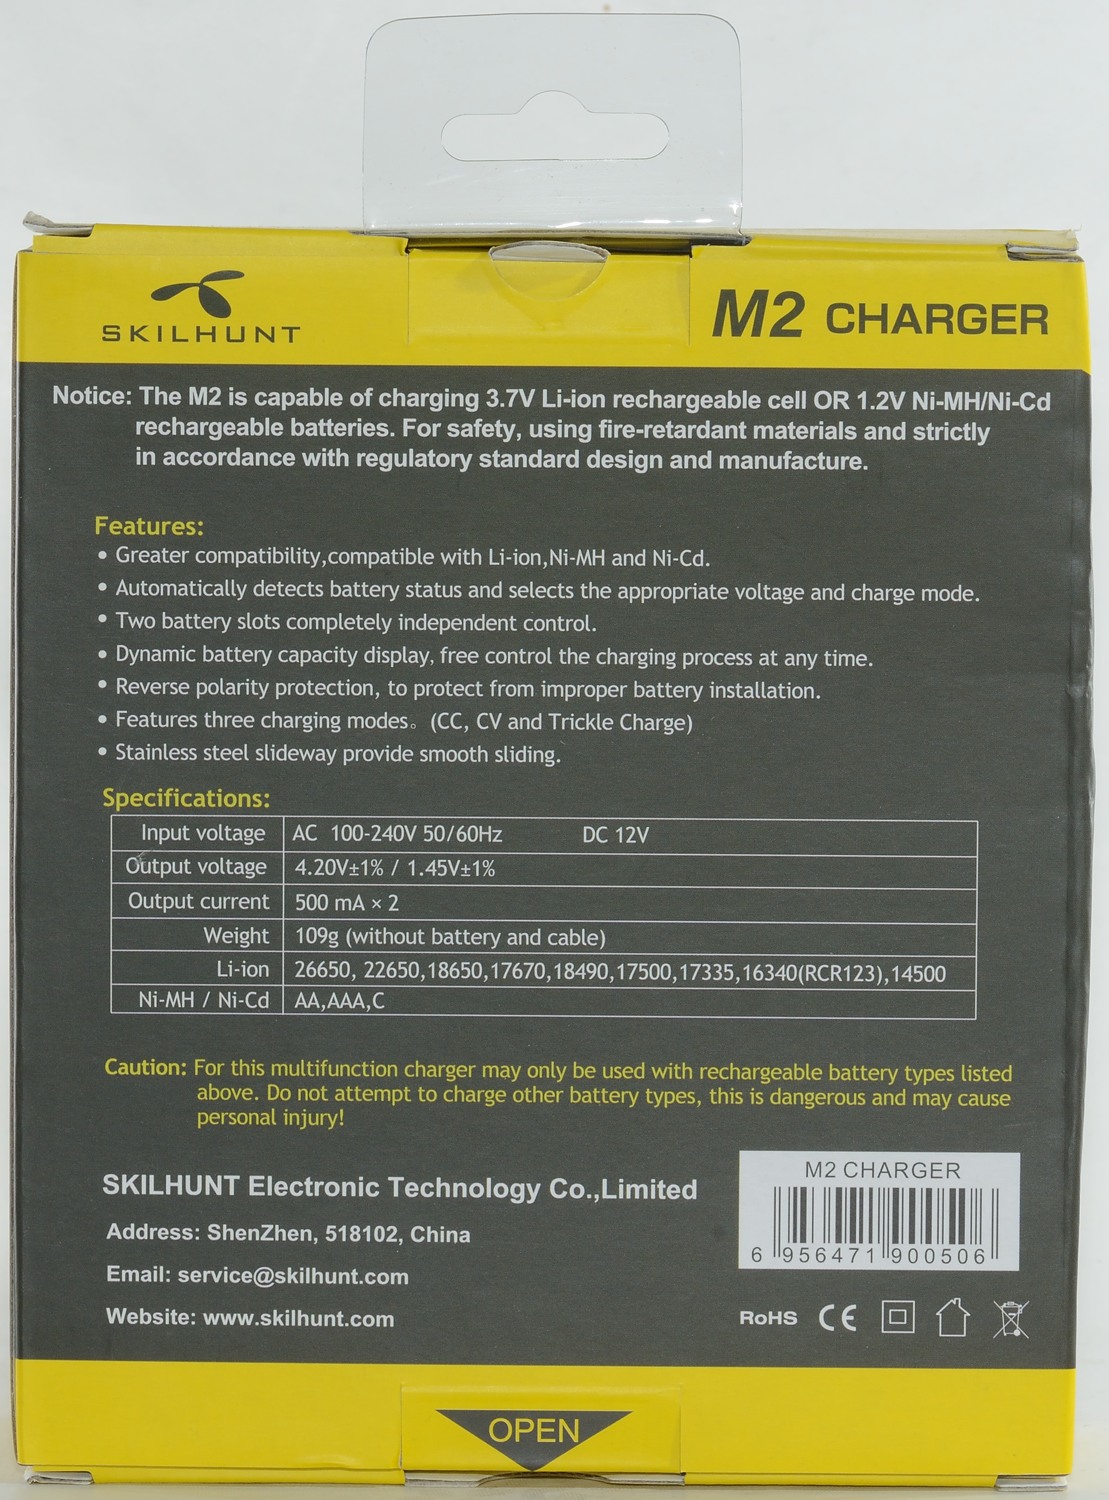 SKILHUNT
M2 CHARGER
Notice: The M2 is capable of charging 3.7V Li-ion rechargeable cell OR 1.2V Ni-MH/Ni-Cd
rechargeable batteries. For safety, using fire-retardant materials and strictly
in accordance with regulatory standard design and manufacture.
Features:
• Greater compatibility,compatible with Li-ion,Ni-MH and Ni-Cd.
• Automatically detects battery status and selects the appropriate voltage and charge mode.
• Two battery slots completely independent control.
• Dynamic battery capacity display, free control the charging process at any time.
• Reverse polarity protection, to protect from improper battery installation.
• Features three charging modes。(CC, CV and Trickle Charge)
• Stainless steel slideway provide smooth sliding.
Specifications:
Input voltage AC 100-240V 50/60Hz DC 12V
Output voltage 4.20V±1% / 1.45V±1%
Output current 500 mA × 2
Weight 109g (without battery and cable)
Li-ion 26650, 22650,18650,17670,18490,17500,17335,16340(RCR123),14500
Ni-MH / Ni-Cd AA,AAA,C
Caution: For this multifunction charger may only be used with rechargeable battery types listed
above. Do not attempt to charge other battery types, this is dangerous and may cause
personal injury!
SKILHUNT Electronic Technology Co.,Limited
Address: ShenZhen, 518102, China
Email: service@skilhunt.com
Website: www.skilhunt.com
M2 CHARGER
6 956471 900506
RoHS CE
OPEN